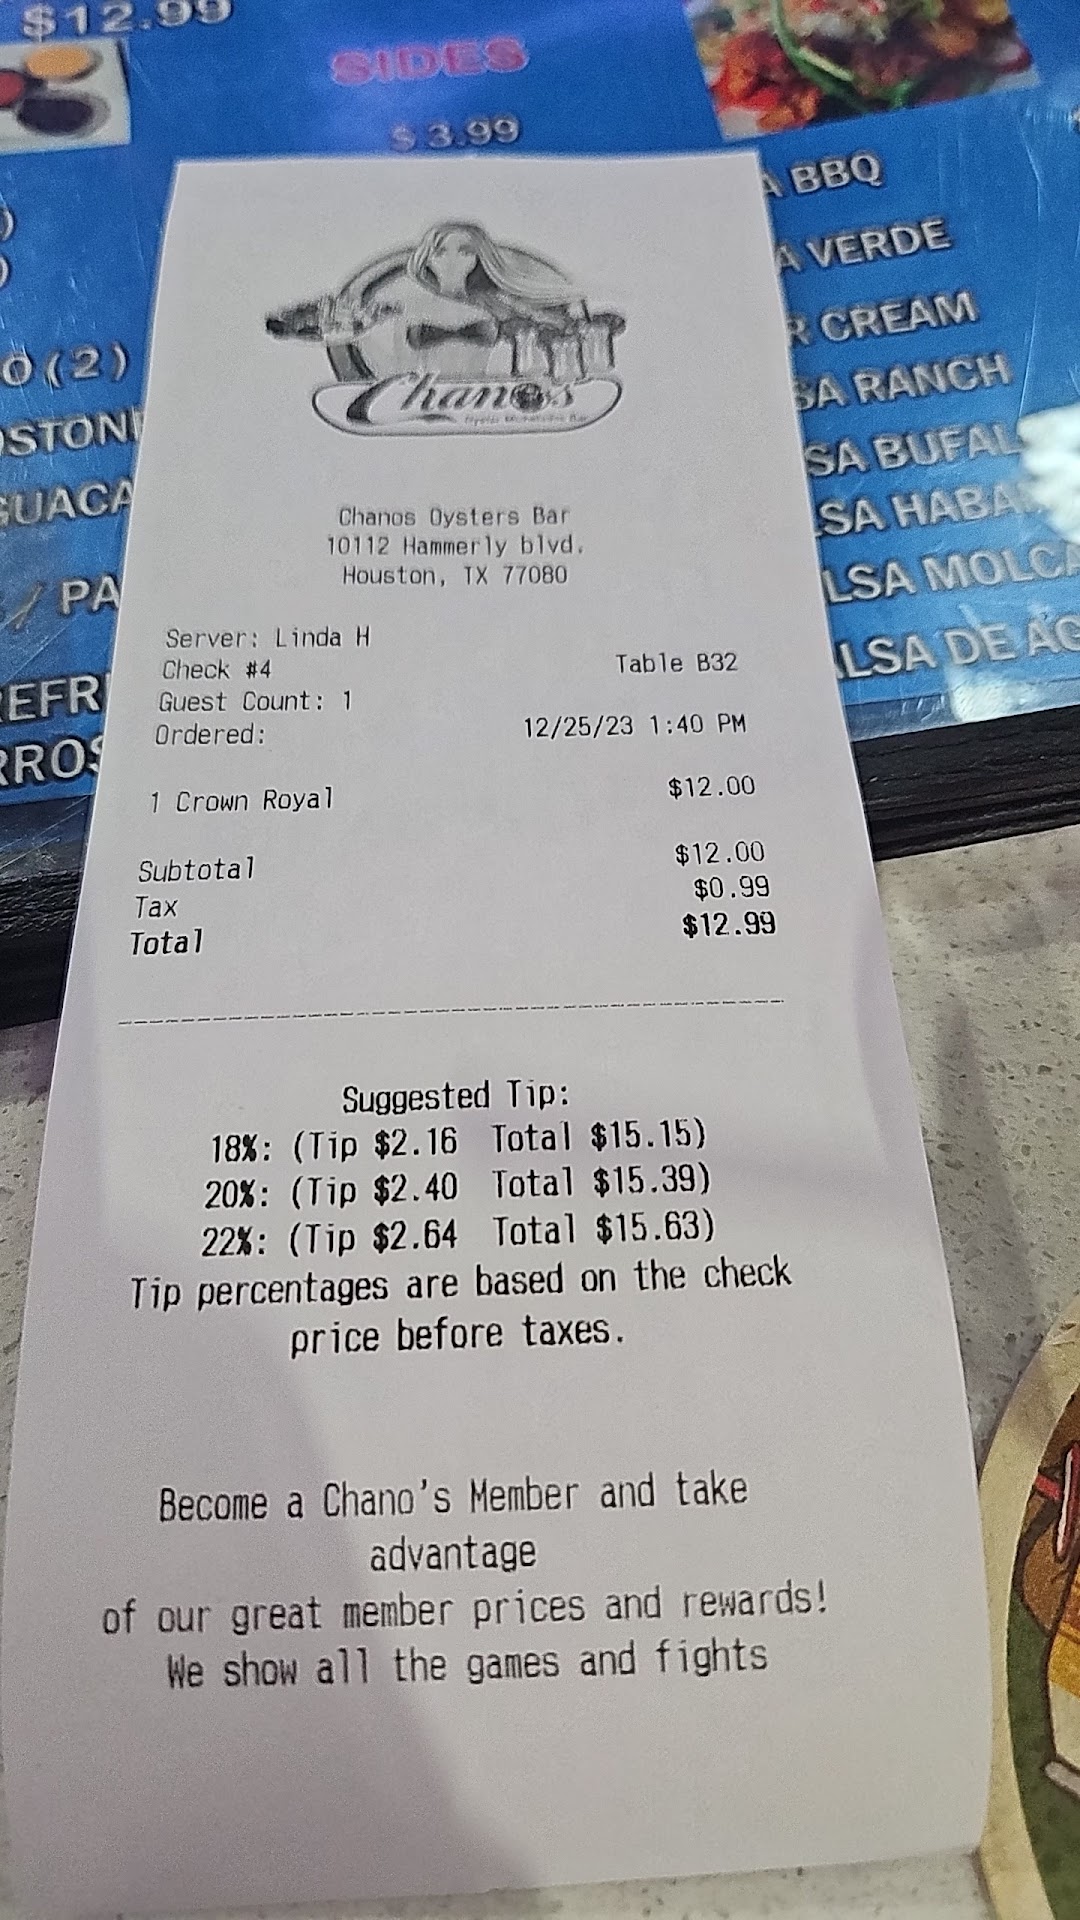 $12.99
SIDES
$3.99
BBQ
VERDE
CREAM
RANCH
(2)
Chanos
Chanos Oysters Bar
10112 Hammerly blvd.
Houston, TX 77080
Server: Linda H
Check #4 Table B32
Guest Count: 1
Ordered: 12/25/23 1:40 PM
1 Crown Royal $12.00
Subtotal $12.00
Tax $0.99
Total $12.99
Suggested Tip:
18%: (Tip $2.16 Total $15.15)
20%: (Tip $2.40 Total $15.39)
22%: (Tip $2.64 Total $15.63)
Tip percentages are based on the check
price before taxes.
Become a Chano's Member and take
advantage
of our great member prices and rewards!
We show all the games and fights